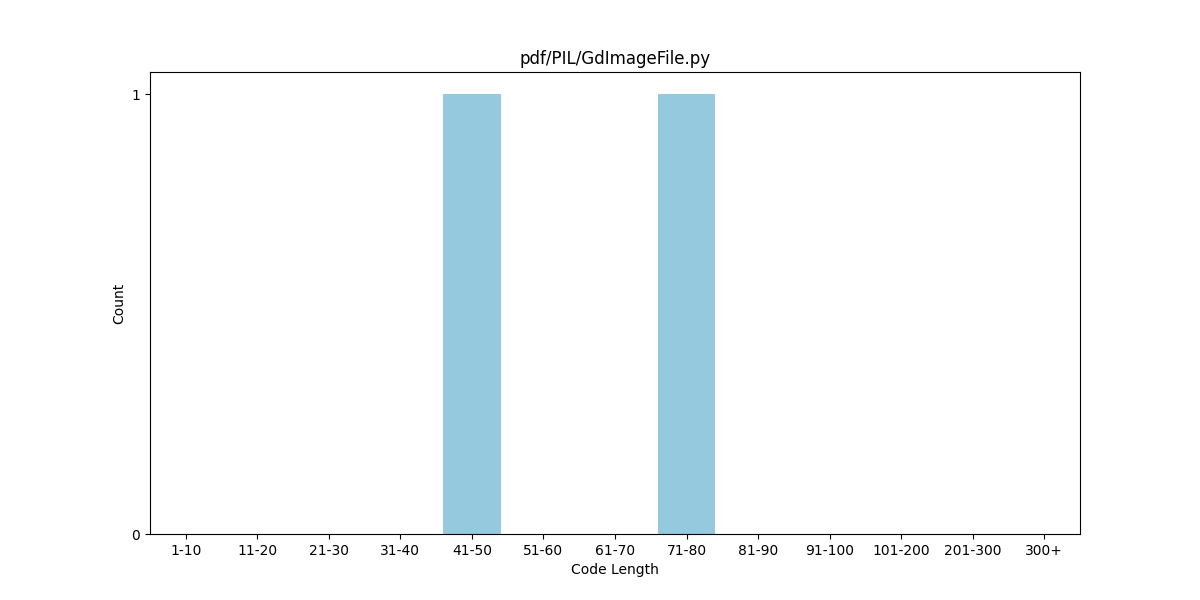 pdf/PIL/GdImageFile.py
1
Count
0
1-10 11-20 21-30 31-40 41-50 51-60 61-70 71-80 81-90 91-100 101-200 201-300 300+
Code Length